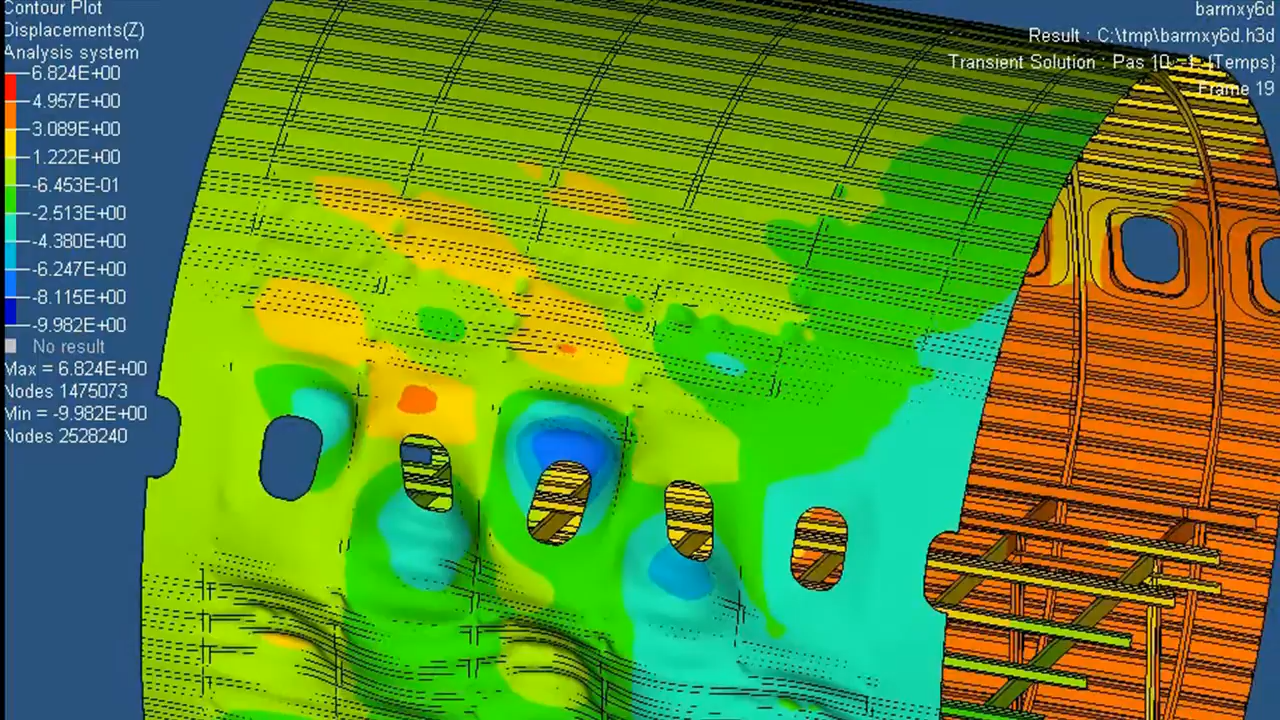 Contour Plot
Displacements(Z)
Analysis system
6.824E+00
4.957E+00
3.089E+00
1.222E+00
-6.453E-01
-2.513E+00
-4.380E+00
-6.247E+00
-8.115E+00
-9.982E+00
No result
Max = 6.824E+00
Nodes 1475073
Min = -9.982E+00
Nodes 2528240
barmxy6d
Result : C:\tmp\barmxy6d.h3d
Transient Solution : Pas 10 (Temps)
Frame 19